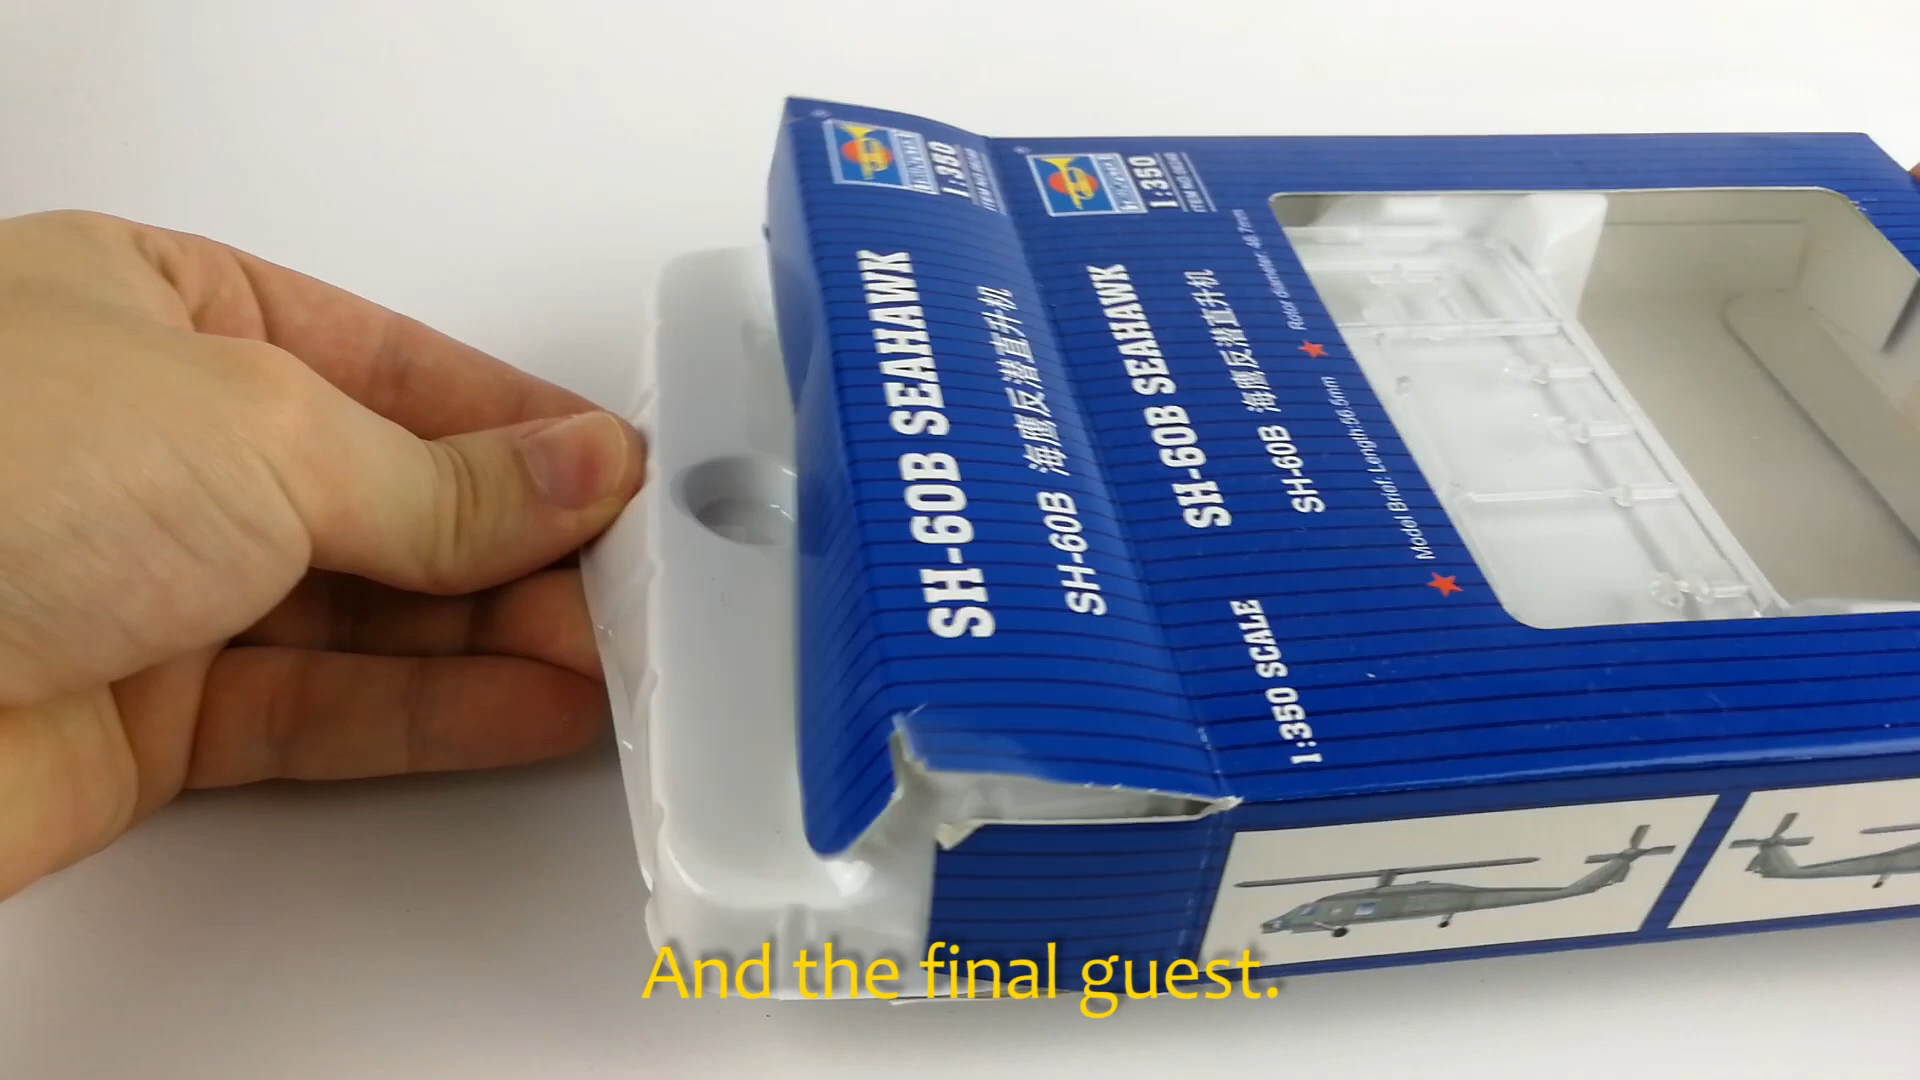 1:350
SH-60B SEAHAWK
SH-60B 海鹰反潜直升机
1:350
SH-60B SEAHAWK
SH-60B 海鹰反潜直升机
1:350 SCALE
Model Brief: Length:56.5mm
Rotor diameter: 46.7mm
And the final guest.